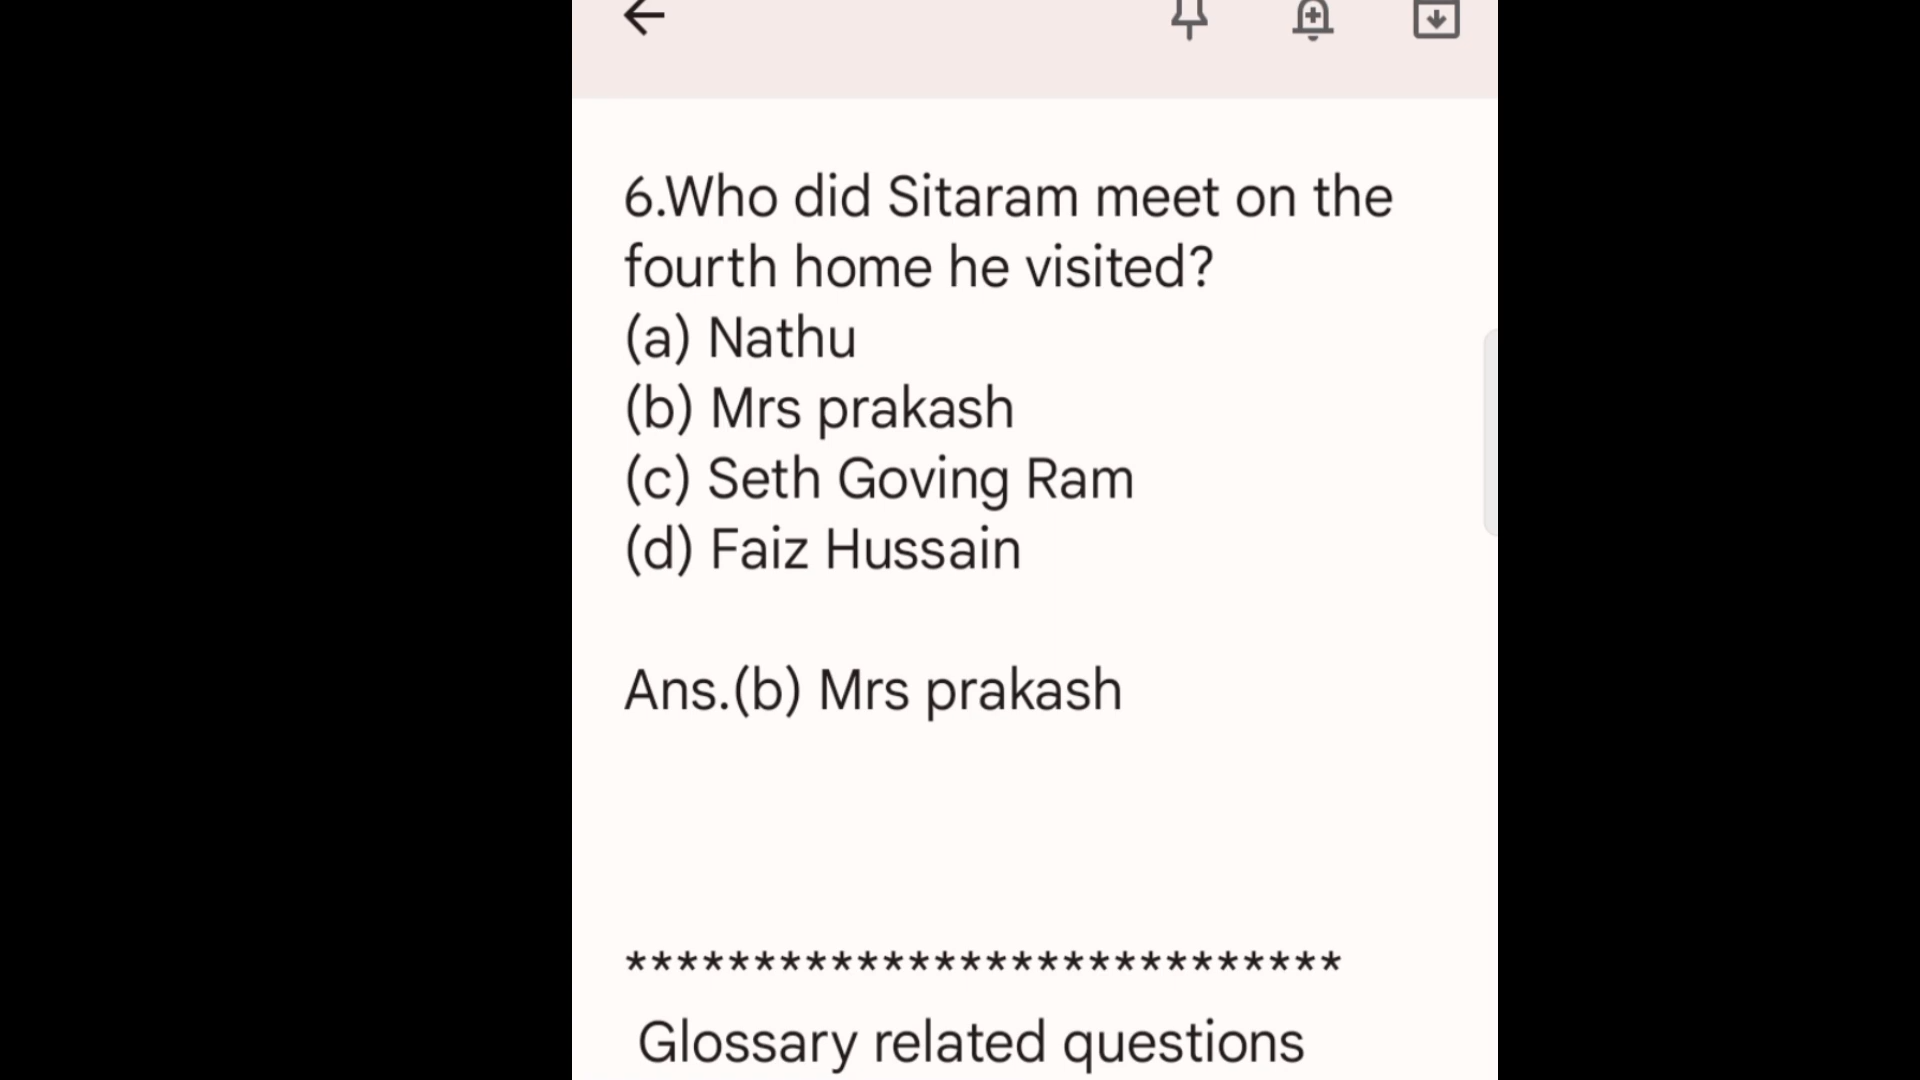 6.Who did Sitaram meet on the
fourth home he visited?
(a) Nathu
(b) Mrs prakash
(c) Seth Goving Ram
(d) Faiz Hussain
Ans.(b) Mrs prakash
****************************
Glossary related questions